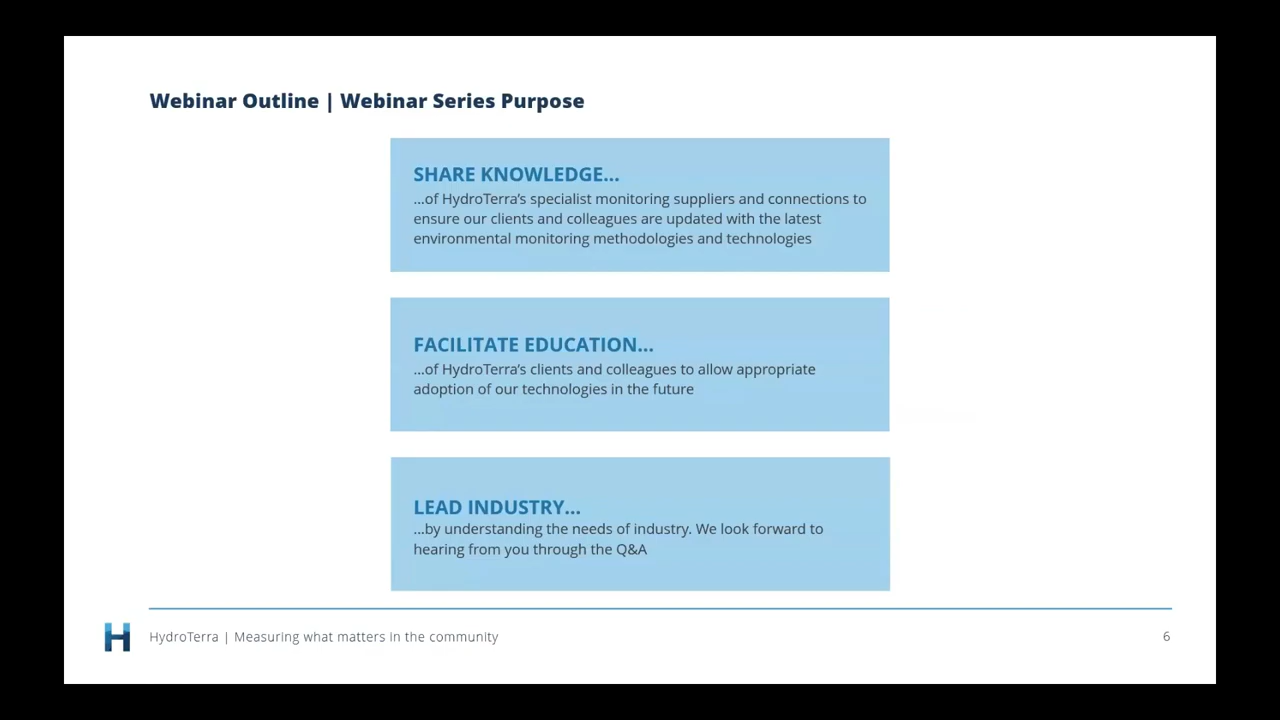 Webinar Outline | Webinar Series Purpose
SHARE KNOWLEDGE...
...of HydroTerra's specialist monitoring suppliers and connections to
ensure our clients and colleagues are updated with the latest
environmental monitoring methodologies and technologies
FACILITATE EDUCATION...
...of HydroTerra's clients and colleagues to allow appropriate
adoption of our technologies in the future
LEAD INDUSTRY...
...by understanding the needs of industry. We look forward to
hearing from you through the Q&A
H HydroTerra | Measuring what matters in the community 6